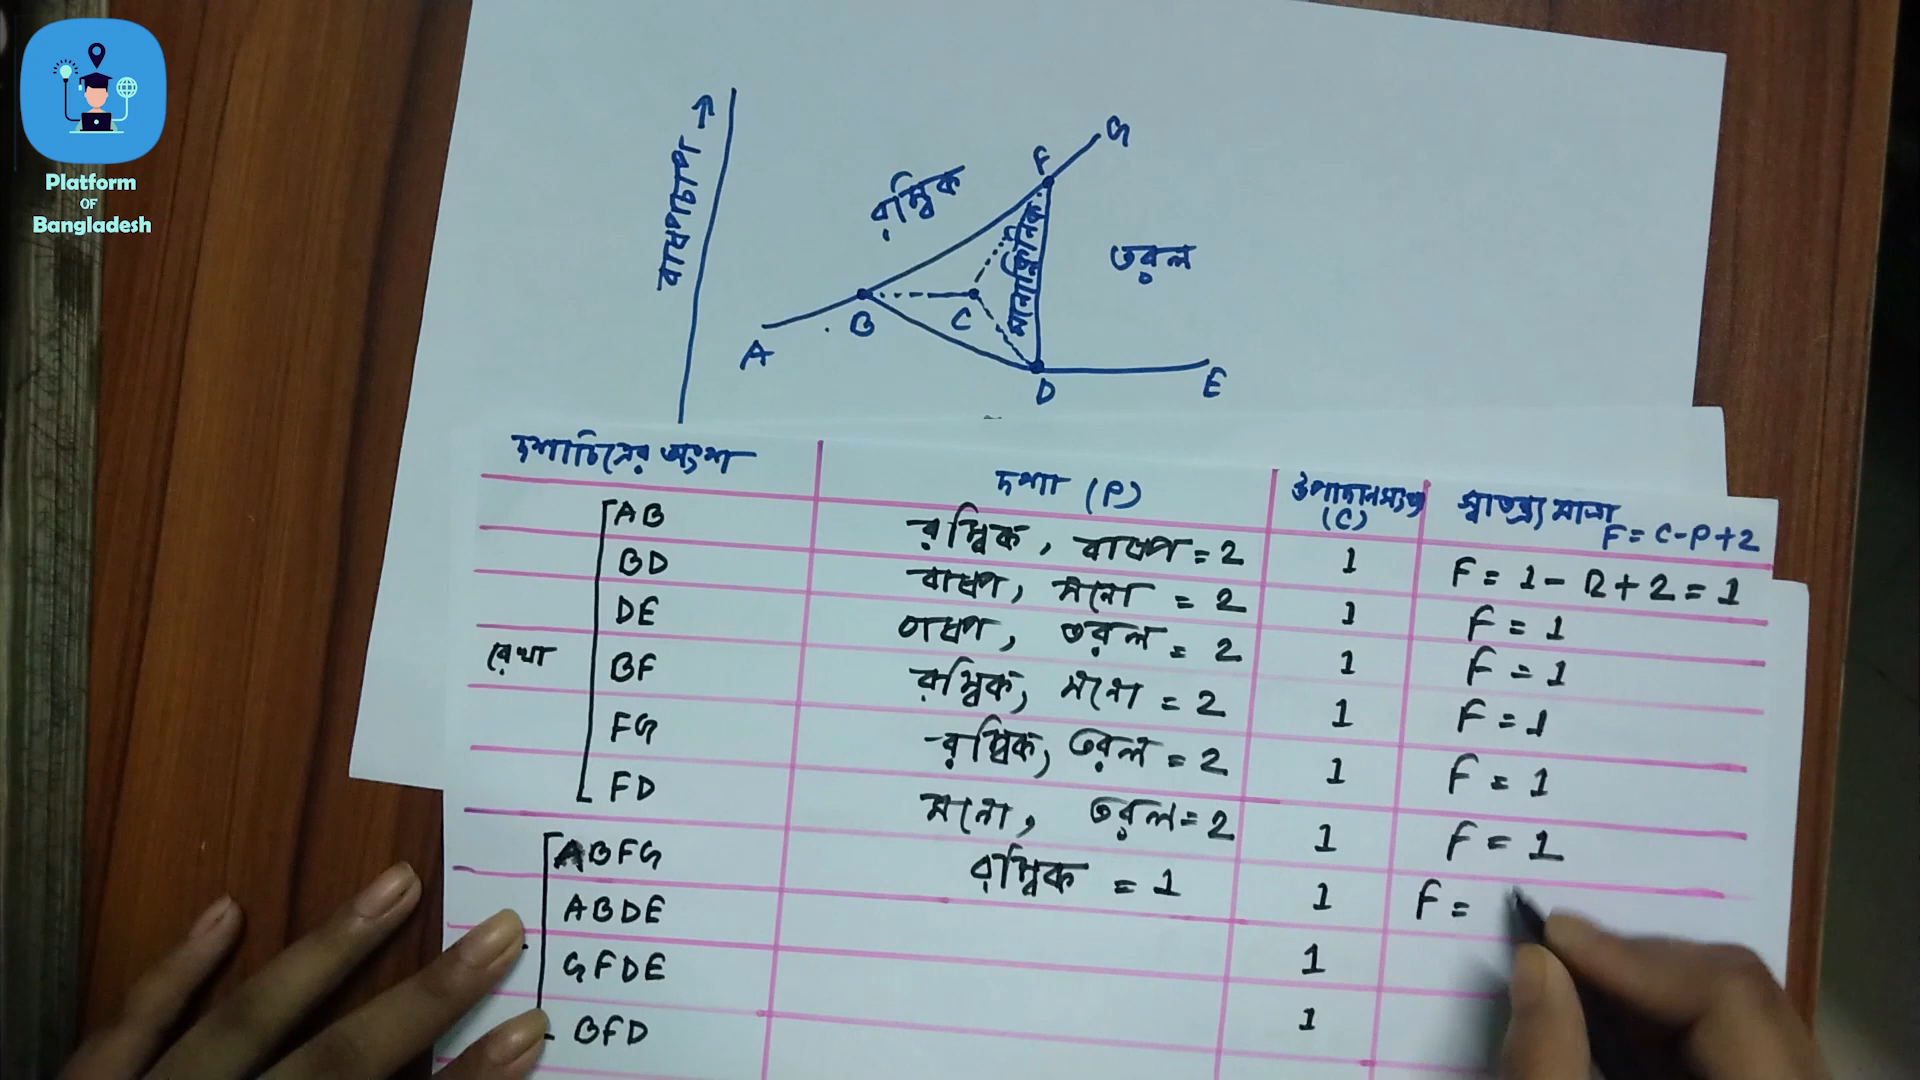 Platform
OF
Bangladesh
বাষ্পচাপ →
রম্বিক
তরল
মনোক্লিনিক
A
B
C
D
E
F
G
দশাচিত্রের অংশ
দশা (P)
উপাদান সংখ্যা (C)
স্বাতন্ত্র্য মাত্রা F = C-P+2
রেখা
AB রম্বিক, বাষ্প = 2 1 F = 1 - 2 + 2 = 1
BD বাষ্প, মনো = 2 1 F = 1
DE বাষ্প, তরল = 2 1 F = 1
BF রম্বিক, মনো = 2 1 F = 1
FG রম্বিক, তরল = 2 1 F = 1
FD মনো, তরল = 2 1 F = 1
ABFG রম্বিক = 1 1 F =
ABDE 1
GFDE 1
BFD